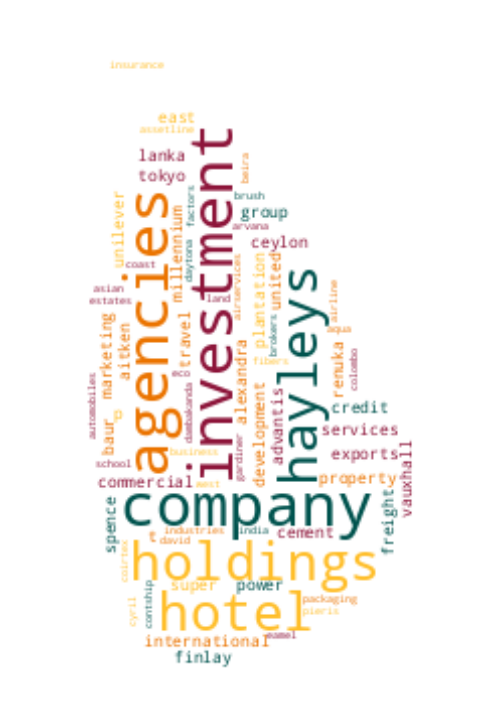 insurance
east
assetline
investment
lanka
tokyo
beira
agencies
unilever
factors
brush
millennium
group
arvana
ceylon
daytona
coast
airservices
plantation
united
hayleys
asian
estates
land
airline
marketing
aitken
travel
brokers
aqua
alexandra
renuka
colombo
fibers
automobiles
eco
dambakanda
development
advantis
credit
baur
services
gardiner
business
exports
vauxhall
school
commercial
west
property
company
spence
freight
t
industries
david
india
cement
holdings
coirtex
super
power
contship
hotel
packaging
pieris
cyril
international
eamel
finlay